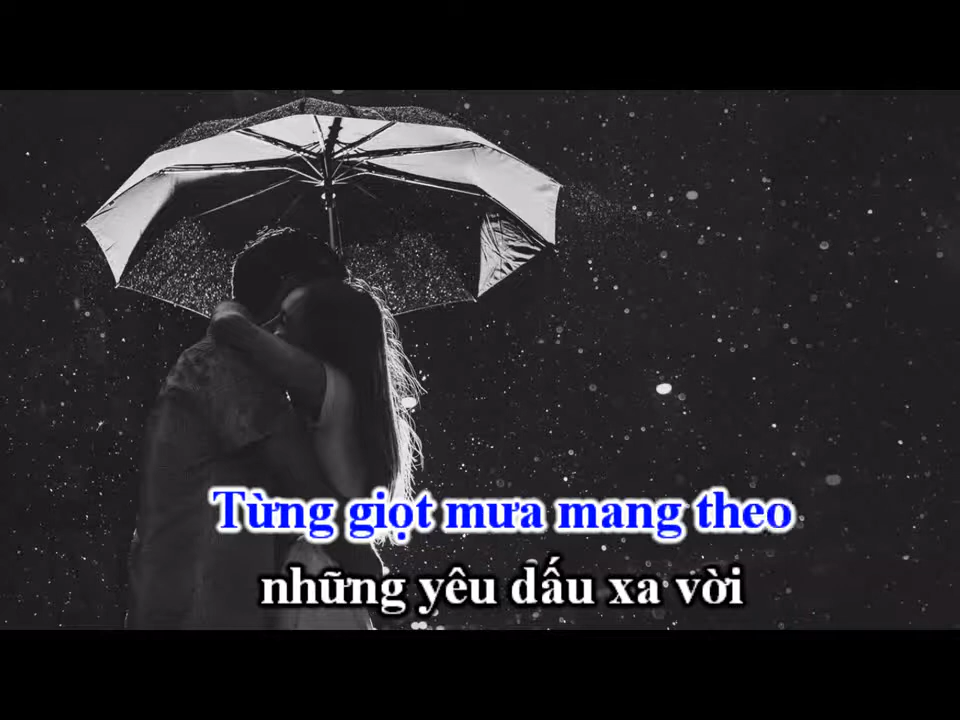 Từng giọt mưa mang theo
những yêu dấu xa vời